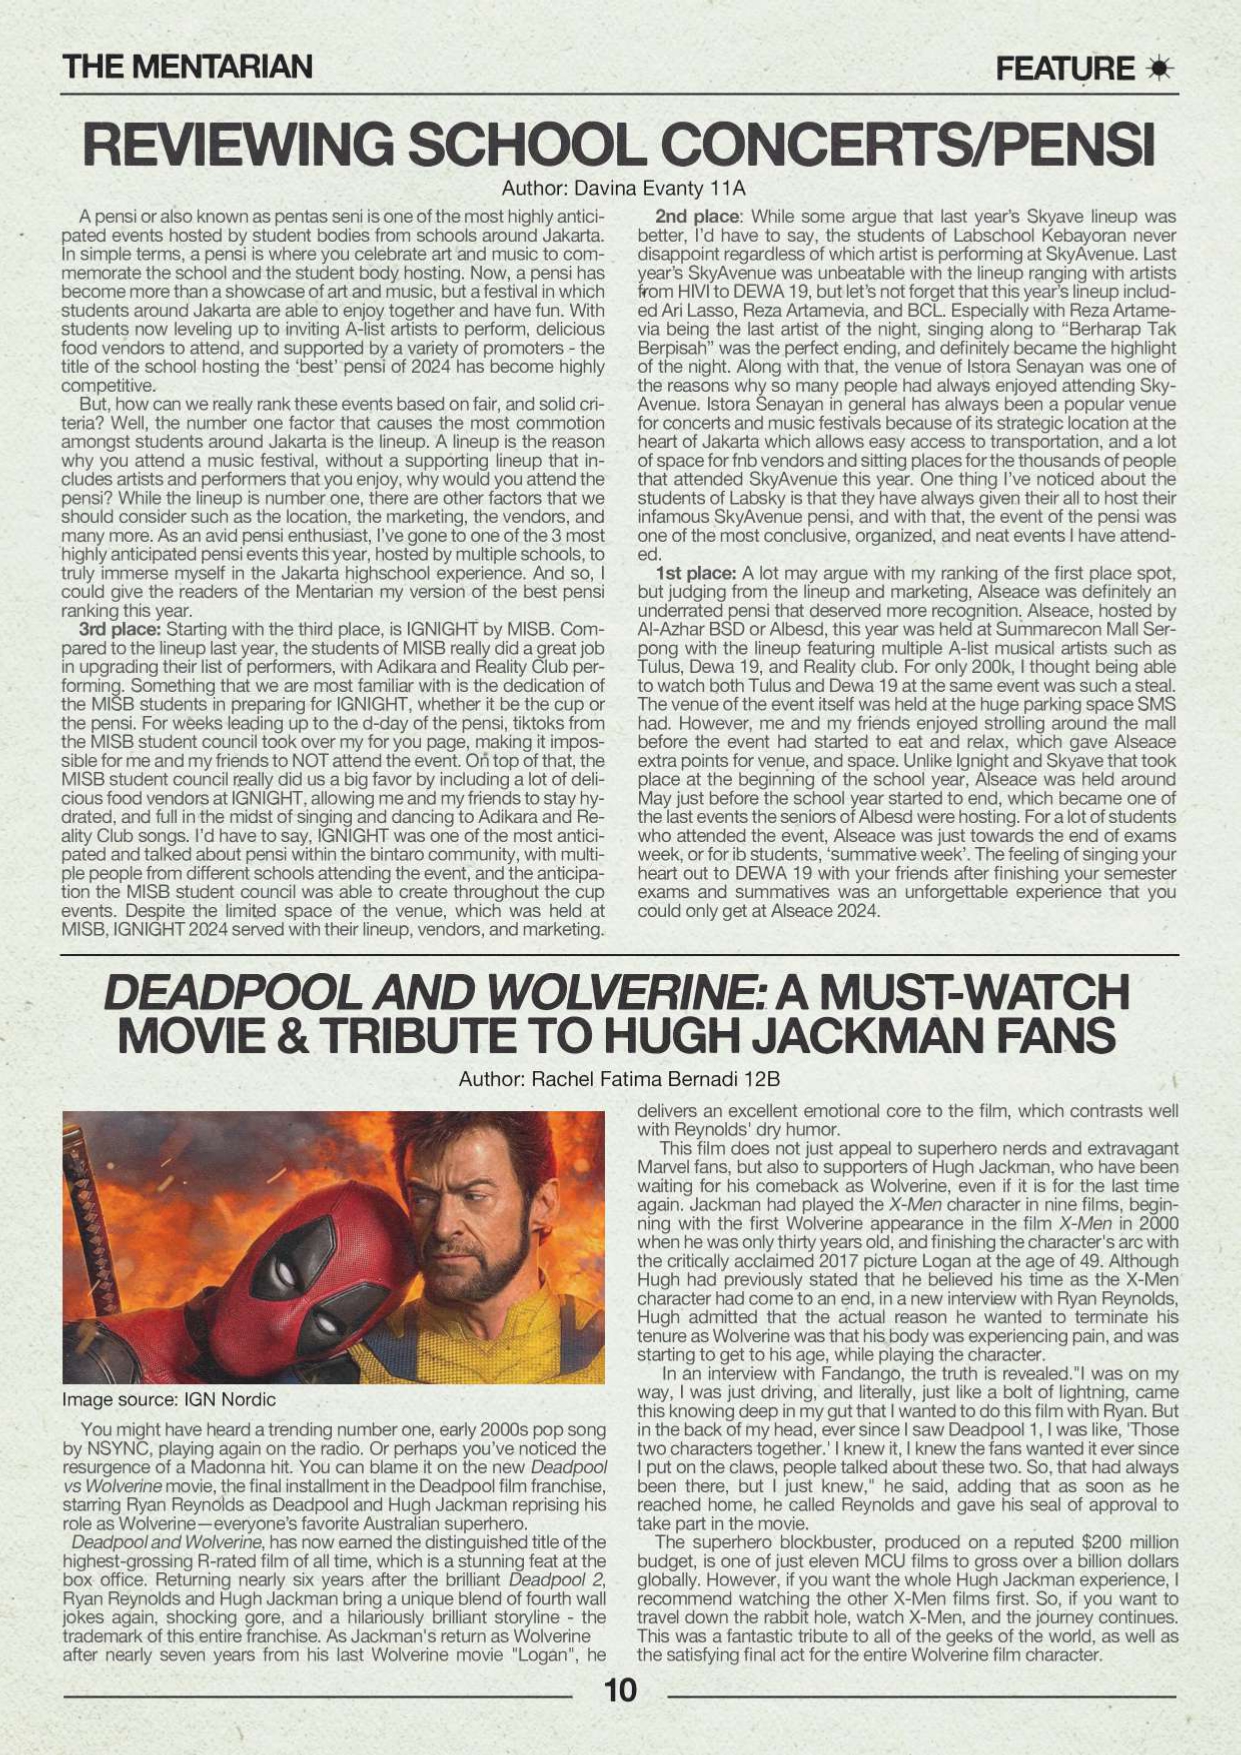 THE MENTARIAN
FEATURE
REVIEWING SCHOOL CONCERTS/PENSI
Author: Davina Evanty 11A
A pensi or also known as pentas seni is one of the most highly antici-
pated events hosted by student bodies from schools around Jakarta.
In simple terms, a pensi is where you celebrate art and music to com-
memorate the school and the student body hosting. Now, a pensi has
become more than a showcase of art and music, but a festival in which
students around Jakarta are able to enjoy together and have fun. With
students now leveling up to inviting A-list artists to perform, delicious
food vendors to attend, and supported by a variety of promoters - the
title of the school hosting the ‘best’ pensi of 2024 has become highly
competitive.
But, how can we really rank these events based on fair, and solid cri-
teria? Well, the number one factor that causes the most commotion
amongst students around Jakarta is the lineup. A lineup is the reason
why you attend a music festival, without a supporting lineup that in-
cludes artists and performers that you enjoy, why would you attend the
pensi? While the lineup is number one, there are other factors that we
should consider such as the location, the marketing, the vendors, and
many more. As an avid pensi enthusiast, I’ve gone to one of the 3 most
highly anticipated pensi events this year, hosted by multiple schools, to
truly immerse myself in the Jakarta highschool experience. And so, I
could give the readers of the Mentarian my version of the best pensi
ranking this year.
3rd place: Starting with the third place, is IGNIGHT by MISB. Com-
pared to the lineup last year, the students of MISB really did a great job
in upgrading their list of performers, with Adikara and Reality Club per-
forming. Something that we are most familiar with is the dedication of
the MISB students in preparing for IGNIGHT, whether it be the cup or
the pensi. For weeks leading up to the d-day of the pensi, tiktoks from
the MISB student council took over my for you page, making it impos-
sible for me and my friends to NOT attend the event. On top of that, the
MISB student council really did us a big favor by including a lot of deli-
cious food vendors at IGNIGHT, allowing me and my friends to stay hy-
drated, and full in the midst of singing and dancing to Adikara and Re-
ality Club songs. I’d have to say, IGNIGHT was one of the most antici-
pated and talked about pensi within the bintaro community, with multi-
ple people from different schools attending the event, and the anticipa-
tion the MISB student council was able to create throughout the cup
events. Despite the limited space of the venue, which was held at
MISB, IGNIGHT 2024 served with their lineup, vendors, and marketing.
2nd place: While some argue that last year’s Skyave lineup was
better, I’d have to say, the students of Labschool Kebayoran never
disappoint regardless of which artist is performing at SkyAvenue. Last
year’s SkyAvenue was unbeatable with the lineup ranging with artists
from HIVI to DEWA 19, but let’s not forget that this year’s lineup includ-
ed Ari Lasso, Reza Artamevia, and BCL. Especially with Reza Artame-
via being the last artist of the night, singing along to “Berharap Tak
Berpisah” was the perfect ending, and definitely became the highlight
of the night. Along with that, the venue of Istora Senayan was one of
the reasons why so many people had always enjoyed attending Sky-
Avenue. Istora Senayan in general has always been a popular venue
for concerts and music festivals because of its strategic location at the
heart of Jakarta which allows easy access to transportation, and a lot
of space for fnb vendors and sitting places for the thousands of people
that attended SkyAvenue this year. One thing I’ve noticed about the
students of Labsky is that they have always given their all to host their
infamous SkyAvenue pensi, and with that, the event of the pensi was
one of the most conclusive, organized, and neat events I have attend-
ed.
1st place: A lot may argue with my ranking of the first place spot,
but judging from the lineup and marketing, Alseace was definitely an
underrated pensi that deserved more recognition. Alseace, hosted by
Al-Azhar BSD or Albesd, this year was held at Summarecon Mall Ser-
pong with the lineup featuring multiple A-list musical artists such as
Tulus, Dewa 19, and Reality club. For only 200k, I thought being able
to watch both Tulus and Dewa 19 at the same event was such a steal.
The venue of the event itself was held at the huge parking space SMS
had. However, me and my friends enjoyed strolling around the mall
before the event had started to eat and relax, which gave Alseace
extra points for venue, and space. Unlike Ignight and Skyave that took
place at the beginning of the school year, Alseace was held around
May just before the school year started to end, which became one of
the last events the seniors of Albesd were hosting. For a lot of students
who attended the event, Alseace was just towards the end of exams
week, or for ib students, ‘summative week’. The feeling of singing your
heart out to DEWA 19 with your friends after finishing your semester
exams and summatives was an unforgettable experience that you
could only get at Alseace 2024.
DEADPOOL AND WOLVERINE: A MUST-WATCH
MOVIE & TRIBUTE TO HUGH JACKMAN FANS
Author: Rachel Fatima Bernadi 12B
Image source: IGN Nordic
You might have heard a trending number one, early 2000s pop song
by NSYNC, playing again on the radio. Or perhaps you’ve noticed the
resurgence of a Madonna hit. You can blame it on the new Deadpool
vs Wolverine movie, the final installment in the Deadpool film franchise,
starring Ryan Reynolds as Deadpool and Hugh Jackman reprising his
role as Wolverine—everyone’s favorite Australian superhero.
Deadpool and Wolverine, has now earned the distinguished title of the
highest-grossing R-rated film of all time, which is a stunning feat at the
box office. Returning nearly six years after the brilliant Deadpool 2,
Ryan Reynolds and Hugh Jackman bring a unique blend of fourth wall
jokes again, shocking gore, and a hilariously brilliant storyline - the
trademark of this entire franchise. As Jackman's return as Wolverine
after nearly seven years from his last Wolverine movie "Logan", he
delivers an excellent emotional core to the film, which contrasts well
with Reynolds' dry humor.
This film does not just appeal to superhero nerds and extravagant
Marvel fans, but also to supporters of Hugh Jackman, who have been
waiting for his comeback as Wolverine, even if it is for the last time
again. Jackman had played the X-Men character in nine films, begin-
ning with the first Wolverine appearance in the film X-Men in 2000
when he was only thirty years old, and finishing the character's arc with
the critically acclaimed 2017 picture Logan at the age of 49. Although
Hugh had previously stated that he believed his time as the X-Men
character had come to an end, in a new interview with Ryan Reynolds,
Hugh admitted that the actual reason he wanted to terminate his
tenure as Wolverine was that his body was experiencing pain, and was
starting to get to his age, while playing the character.
In an interview with Fandango, the truth is revealed."I was on my
way, I was just driving, and literally, just like a bolt of lightning, came
this knowing deep in my gut that I wanted to do this film with Ryan. But
in the back of my head, ever since I saw Deadpool 1, I was like, 'Those
two characters together.' I knew it, I knew the fans wanted it ever since
I put on the claws, people talked about these two. So, that had always
been there, but I just knew," he said, adding that as soon as he
reached home, he called Reynolds and gave his seal of approval to
take part in the movie.
The superhero blockbuster, produced on a reputed $200 million
budget, is one of just eleven MCU films to gross over a billion dollars
globally. However, if you want the whole Hugh Jackman experience, I
recommend watching the other X-Men films first. So, if you want to
travel down the rabbit hole, watch X-Men, and the journey continues.
This was a fantastic tribute to all of the geeks of the world, as well as
the satisfying final act for the entire Wolverine film character.
10